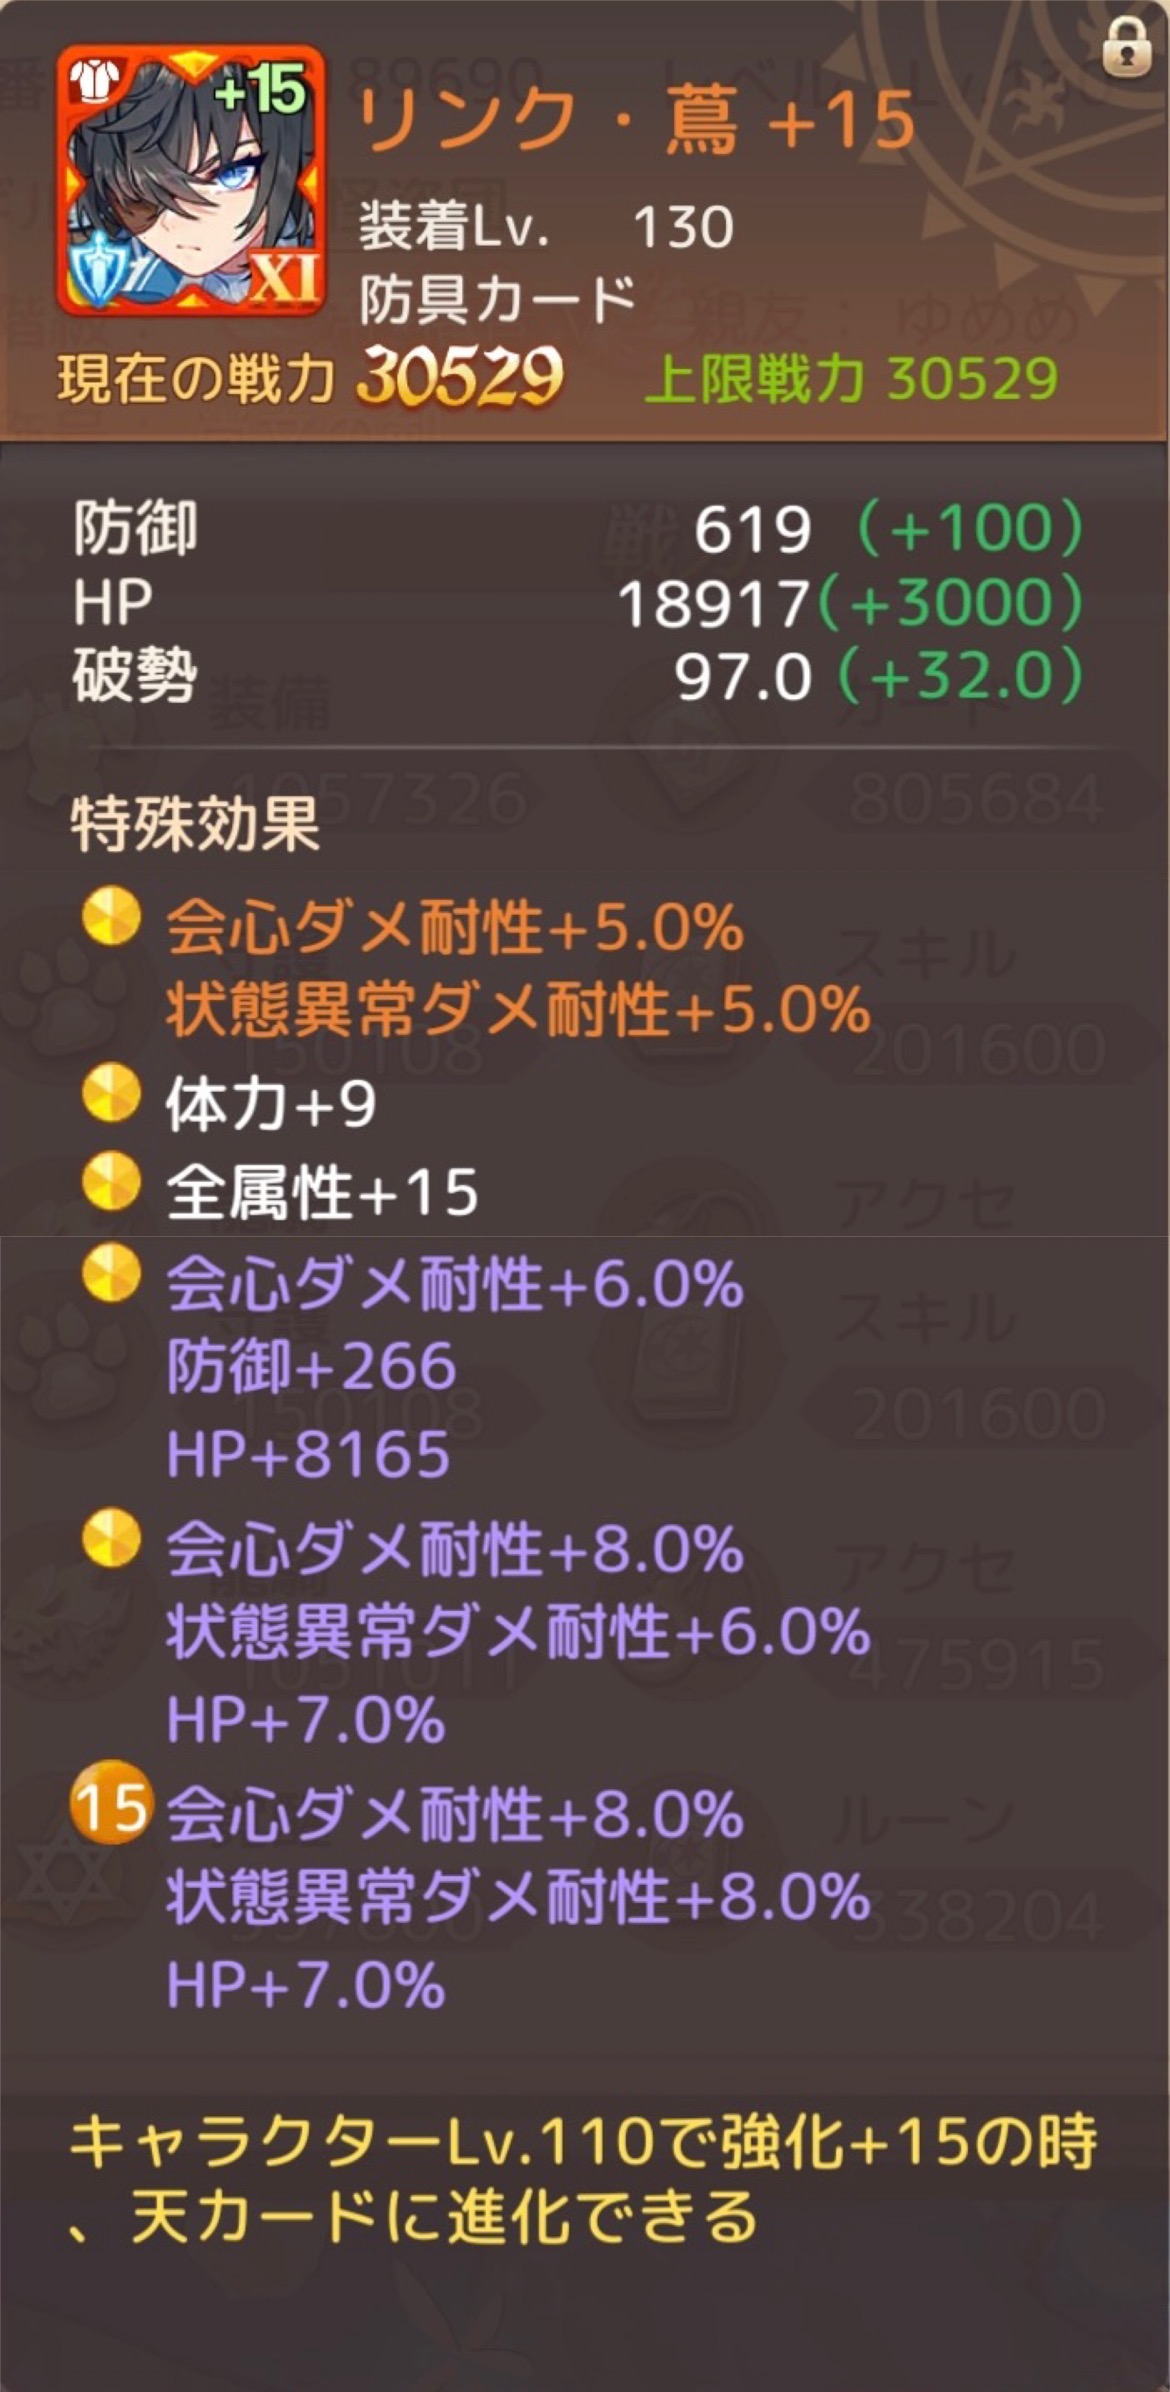 +15
XI
リンク・蔦 +15
装着Lv. 130
防具カード
現在の戦力 30529 上限戦力 30529
防御 619 (+100)
HP 18917(+3000)
破勢 97.0 (+32.0)
特殊効果
会心ダメ耐性+5.0%
状態異常ダメ耐性+5.0%
体力+9
全属性+15
会心ダメ耐性+6.0%
防御+266
HP+8165
会心ダメ耐性+8.0%
状態異常ダメ耐性+6.0%
HP+7.0%
15 会心ダメ耐性+8.0%
状態異常ダメ耐性+8.0%
HP+7.0%
キャラクターLv.110で強化+15の時
、天カードに進化できる